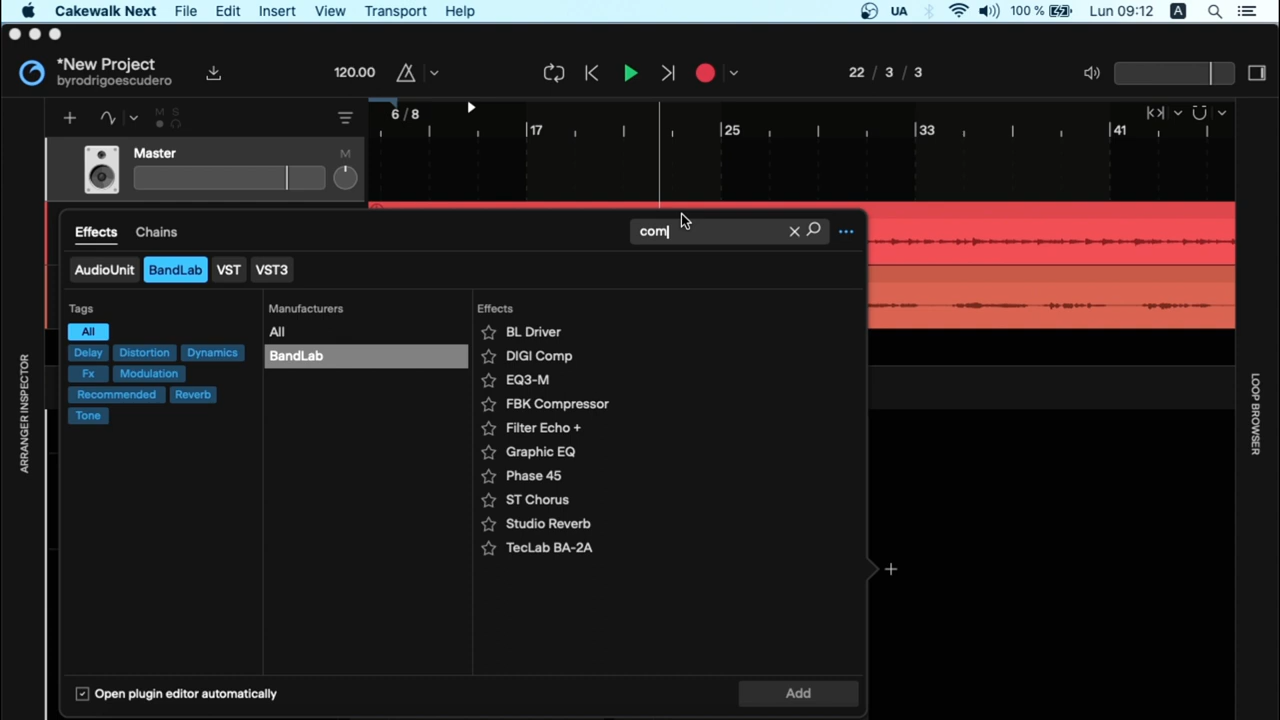 Cakewalk Next File Edit Insert View Transport Help UA 100 % Lun 09:12 A
*New Project
byrodrigoescudero
120.00
22 / 3 / 3
M S
6 / 8
17 25 33 41
Master M
Effects Chains com
AudioUnit BandLab VST VST3
Tags Manufacturers Effects
All All BL Driver
Delay Distortion Dynamics BandLab DIGI Comp
Fx Modulation EQ3-M
Recommended Reverb FBK Compressor
Tone Filter Echo +
Graphic EQ
Phase 45
ST Chorus
Studio Reverb
TecLab BA-2A
ARRANGER INSPECTOR
LOOP BROWSER
Open plugin editor automatically Add